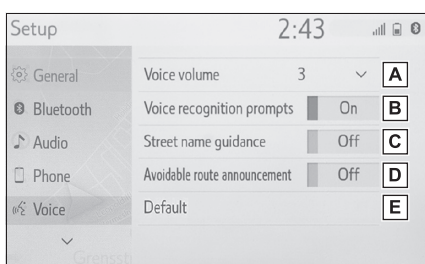 Setup 2:43
General
Bluetooth
Audio
Phone
Voice
Voice volume 3 A
Voice recognition prompts On B
Street name guidance Off C
Avoidable route announcement Off D
Default E